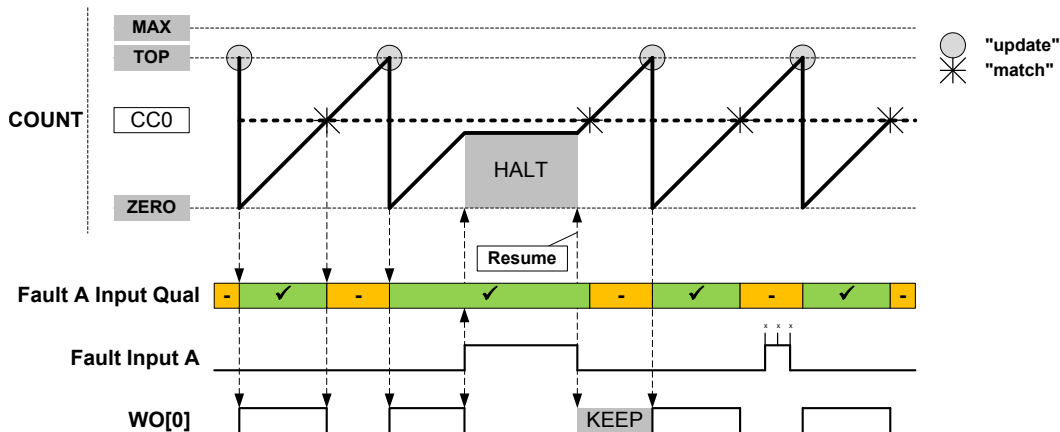 MAX
TOP
"update"
"match"
COUNT
CC0
HALT
ZERO
Resume
Fault A Input Qual
- ✓ - ✓ - ✓ - ✓ -
x x x
Fault Input A
WO[0]
KEEP